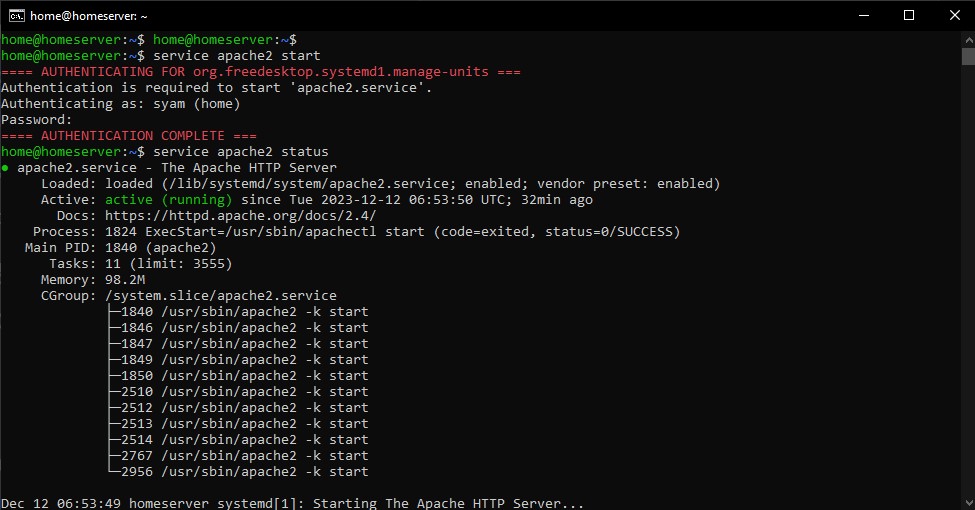 home@homeserver: ~
home@homeserver:~$ home@homeserver:~$
home@homeserver:~$ service apache2 start
==== AUTHENTICATING FOR org.freedesktop.systemd1.manage-units ===
Authentication is required to start 'apache2.service'.
Authenticating as: syam (home)
Password:
==== AUTHENTICATION COMPLETE ===
home@homeserver:~$ service apache2 status
● apache2.service - The Apache HTTP Server
Loaded: loaded (/lib/systemd/system/apache2.service; enabled; vendor preset: enabled)
Active: active (running) since Tue 2023-12-12 06:53:50 UTC; 32min ago
Docs: https://httpd.apache.org/docs/2.4/
Process: 1824 ExecStart=/usr/sbin/apachectl start (code=exited, status=0/SUCCESS)
Main PID: 1840 (apache2)
Tasks: 11 (limit: 3555)
Memory: 98.2M
CGroup: /system.slice/apache2.service
├─1840 /usr/sbin/apache2 -k start
├─1846 /usr/sbin/apache2 -k start
├─1847 /usr/sbin/apache2 -k start
├─1849 /usr/sbin/apache2 -k start
├─1850 /usr/sbin/apache2 -k start
├─2510 /usr/sbin/apache2 -k start
├─2512 /usr/sbin/apache2 -k start
├─2513 /usr/sbin/apache2 -k start
├─2514 /usr/sbin/apache2 -k start
├─2767 /usr/sbin/apache2 -k start
└─2956 /usr/sbin/apache2 -k start
Dec 12 06:53:49 homeserver systemd[1]: Starting The Apache HTTP Server...